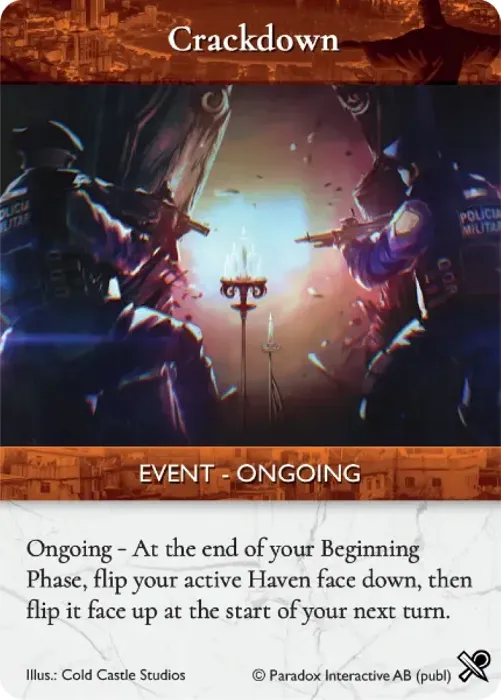 Crackdown
POLICIA
MILITAR
POLICIA
MILITAR
EVENT - ONGOING
Ongoing - At the end of your Beginning
Phase, flip your active Haven face down, then
flip it face up at the start of your next turn.
Illus.: Cold Castle Studios
© Paradox Interactive AB (publ)